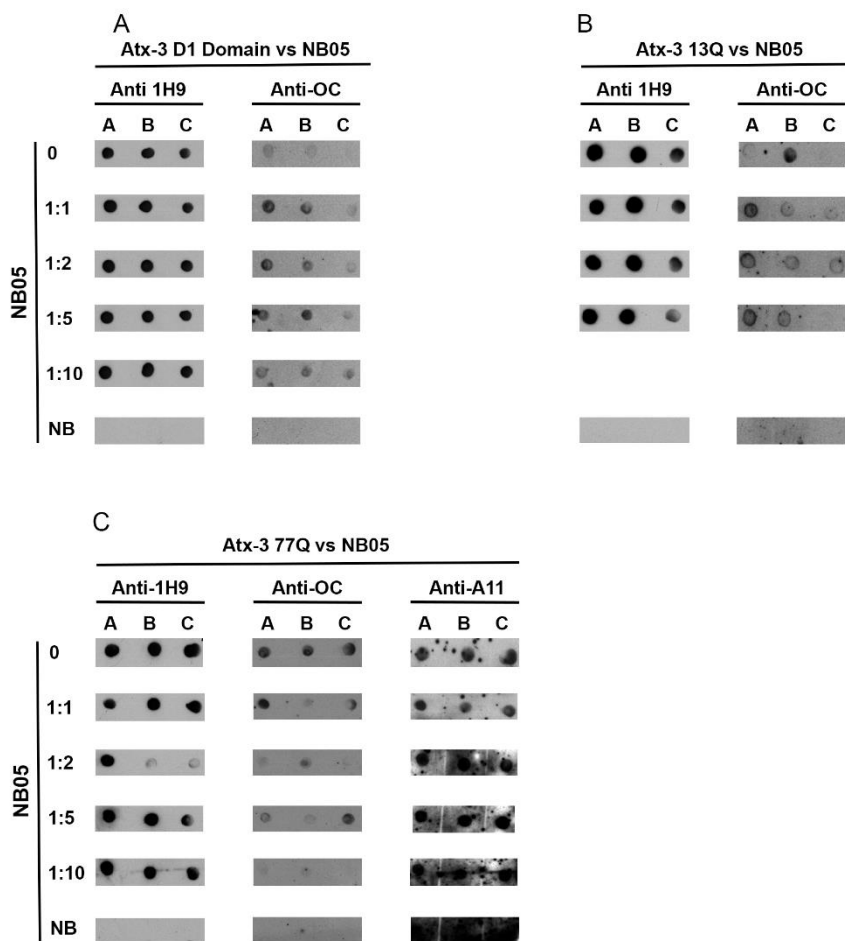 A
Atx-3 D1 Domain vs NB05
Anti 1H9 Anti-OC
A B C A B C
NB05
0
1:1
1:2
1:5
1:10
NB
B
Atx-3 13Q vs NB05
Anti 1H9 Anti-OC
A B C A B C
C
Atx-3 77Q vs NB05
Anti-1H9 Anti-OC Anti-A11
A B C A B C A B C
NB05
0
1:1
1:2
1:5
1:10
NB